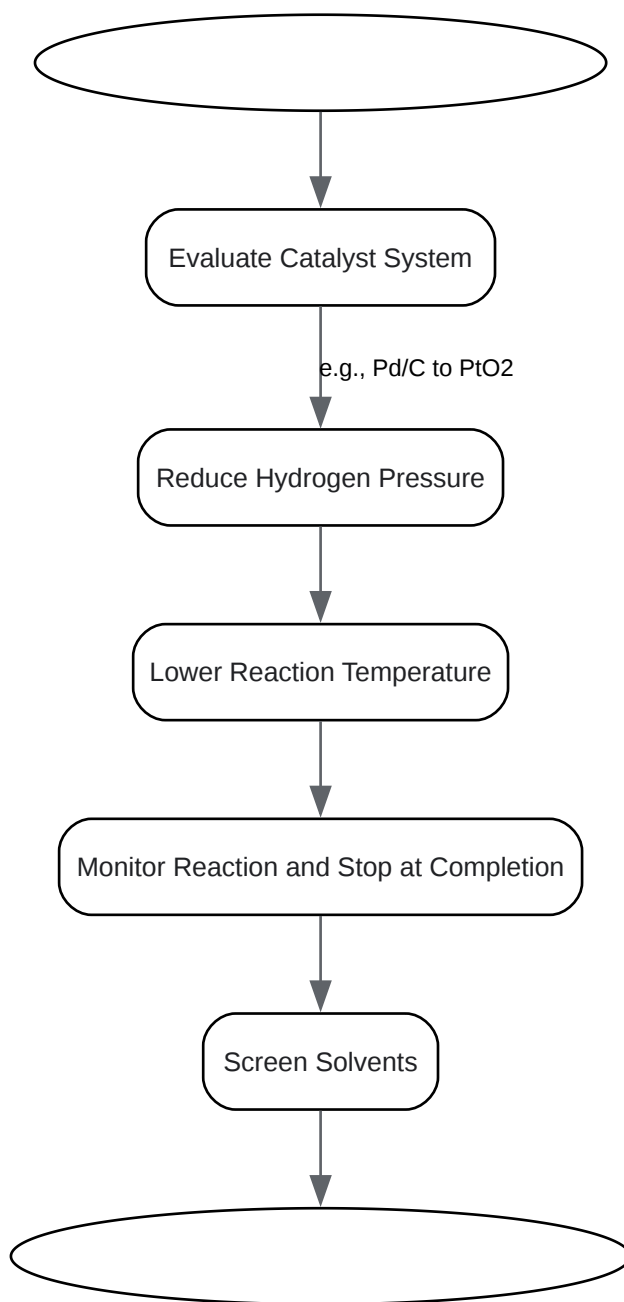 Evaluate Catalyst System
e.g., Pd/C to PtO2
Reduce Hydrogen Pressure
Lower Reaction Temperature
Monitor Reaction and Stop at Completion
Screen Solvents